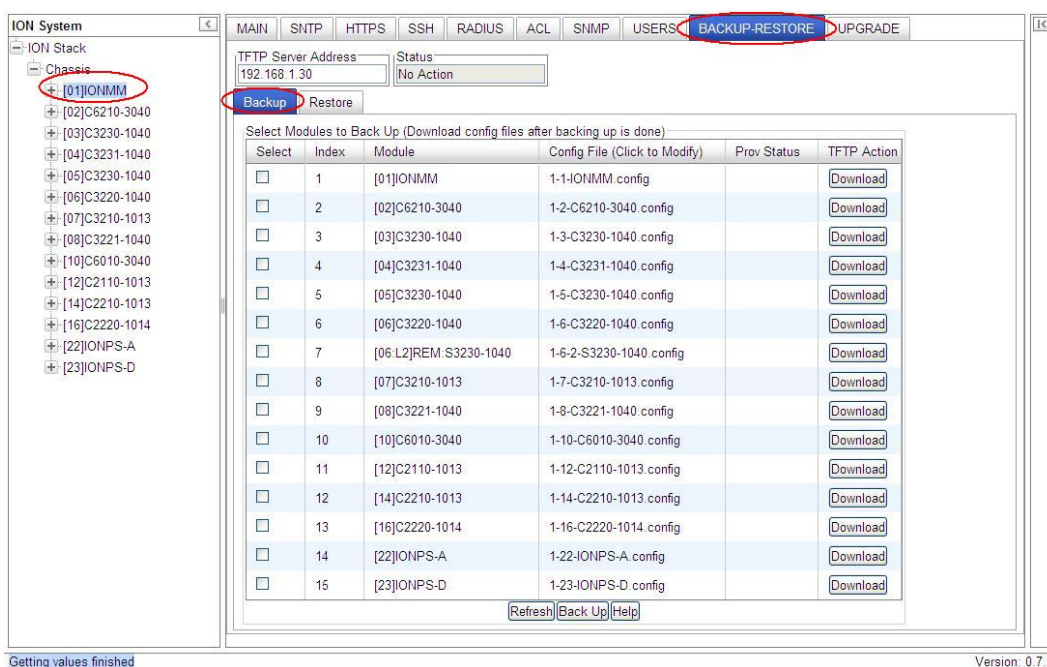 ION System
ION Stack
Chassis
[01]IONMM
[02]C6210-3040
[03]C3230-1040
[04]C3231-1040
[05]C3230-1040
[06]C3220-1040
[07]C3210-1013
[08]C3221-1040
[10]C6010-3040
[12]C2110-1013
[14]C2210-1013
[16]C2220-1014
[22]IONPS-A
[23]IONPS-D
MAIN SNTP HTTPS SSH RADIUS ACL SNMP USERS BACKUP-RESTORE UPGRADE
TFTP Server Address Status
192.168.1.30 No Action
Backup Restore
Select Modules to Back Up (Download config files after backing up is done)
Select Index Module Config File (Click to Modify) Prov Status TFTP Action
1 [01]IONMM 1-1-IONMM.config Download
2 [02]C6210-3040 1-2-C6210-3040.config Download
3 [03]C3230-1040 1-3-C3230-1040.config Download
4 [04]C3231-1040 1-4-C3231-1040.config Download
5 [05]C3230-1040 1-5-C3230-1040.config Download
6 [06]C3220-1040 1-6-C3220-1040.config Download
7 [06:L2]REM:S3230-1040 1-6-2-S3230-1040.config Download
8 [07]C3210-1013 1-7-C3210-1013.config Download
9 [08]C3221-1040 1-8-C3221-1040.config Download
10 [10]C6010-3040 1-10-C6010-3040.config Download
11 [12]C2110-1013 1-12-C2110-1013.config Download
12 [14]C2210-1013 1-14-C2210-1013.config Download
13 [16]C2220-1014 1-16-C2220-1014.config Download
14 [22]IONPS-A 1-22-IONPS-A.config Download
15 [23]IONPS-D 1-23-IONPS-D.config Download
Refresh Back Up Help
Getting values finished
Version: 0.7.